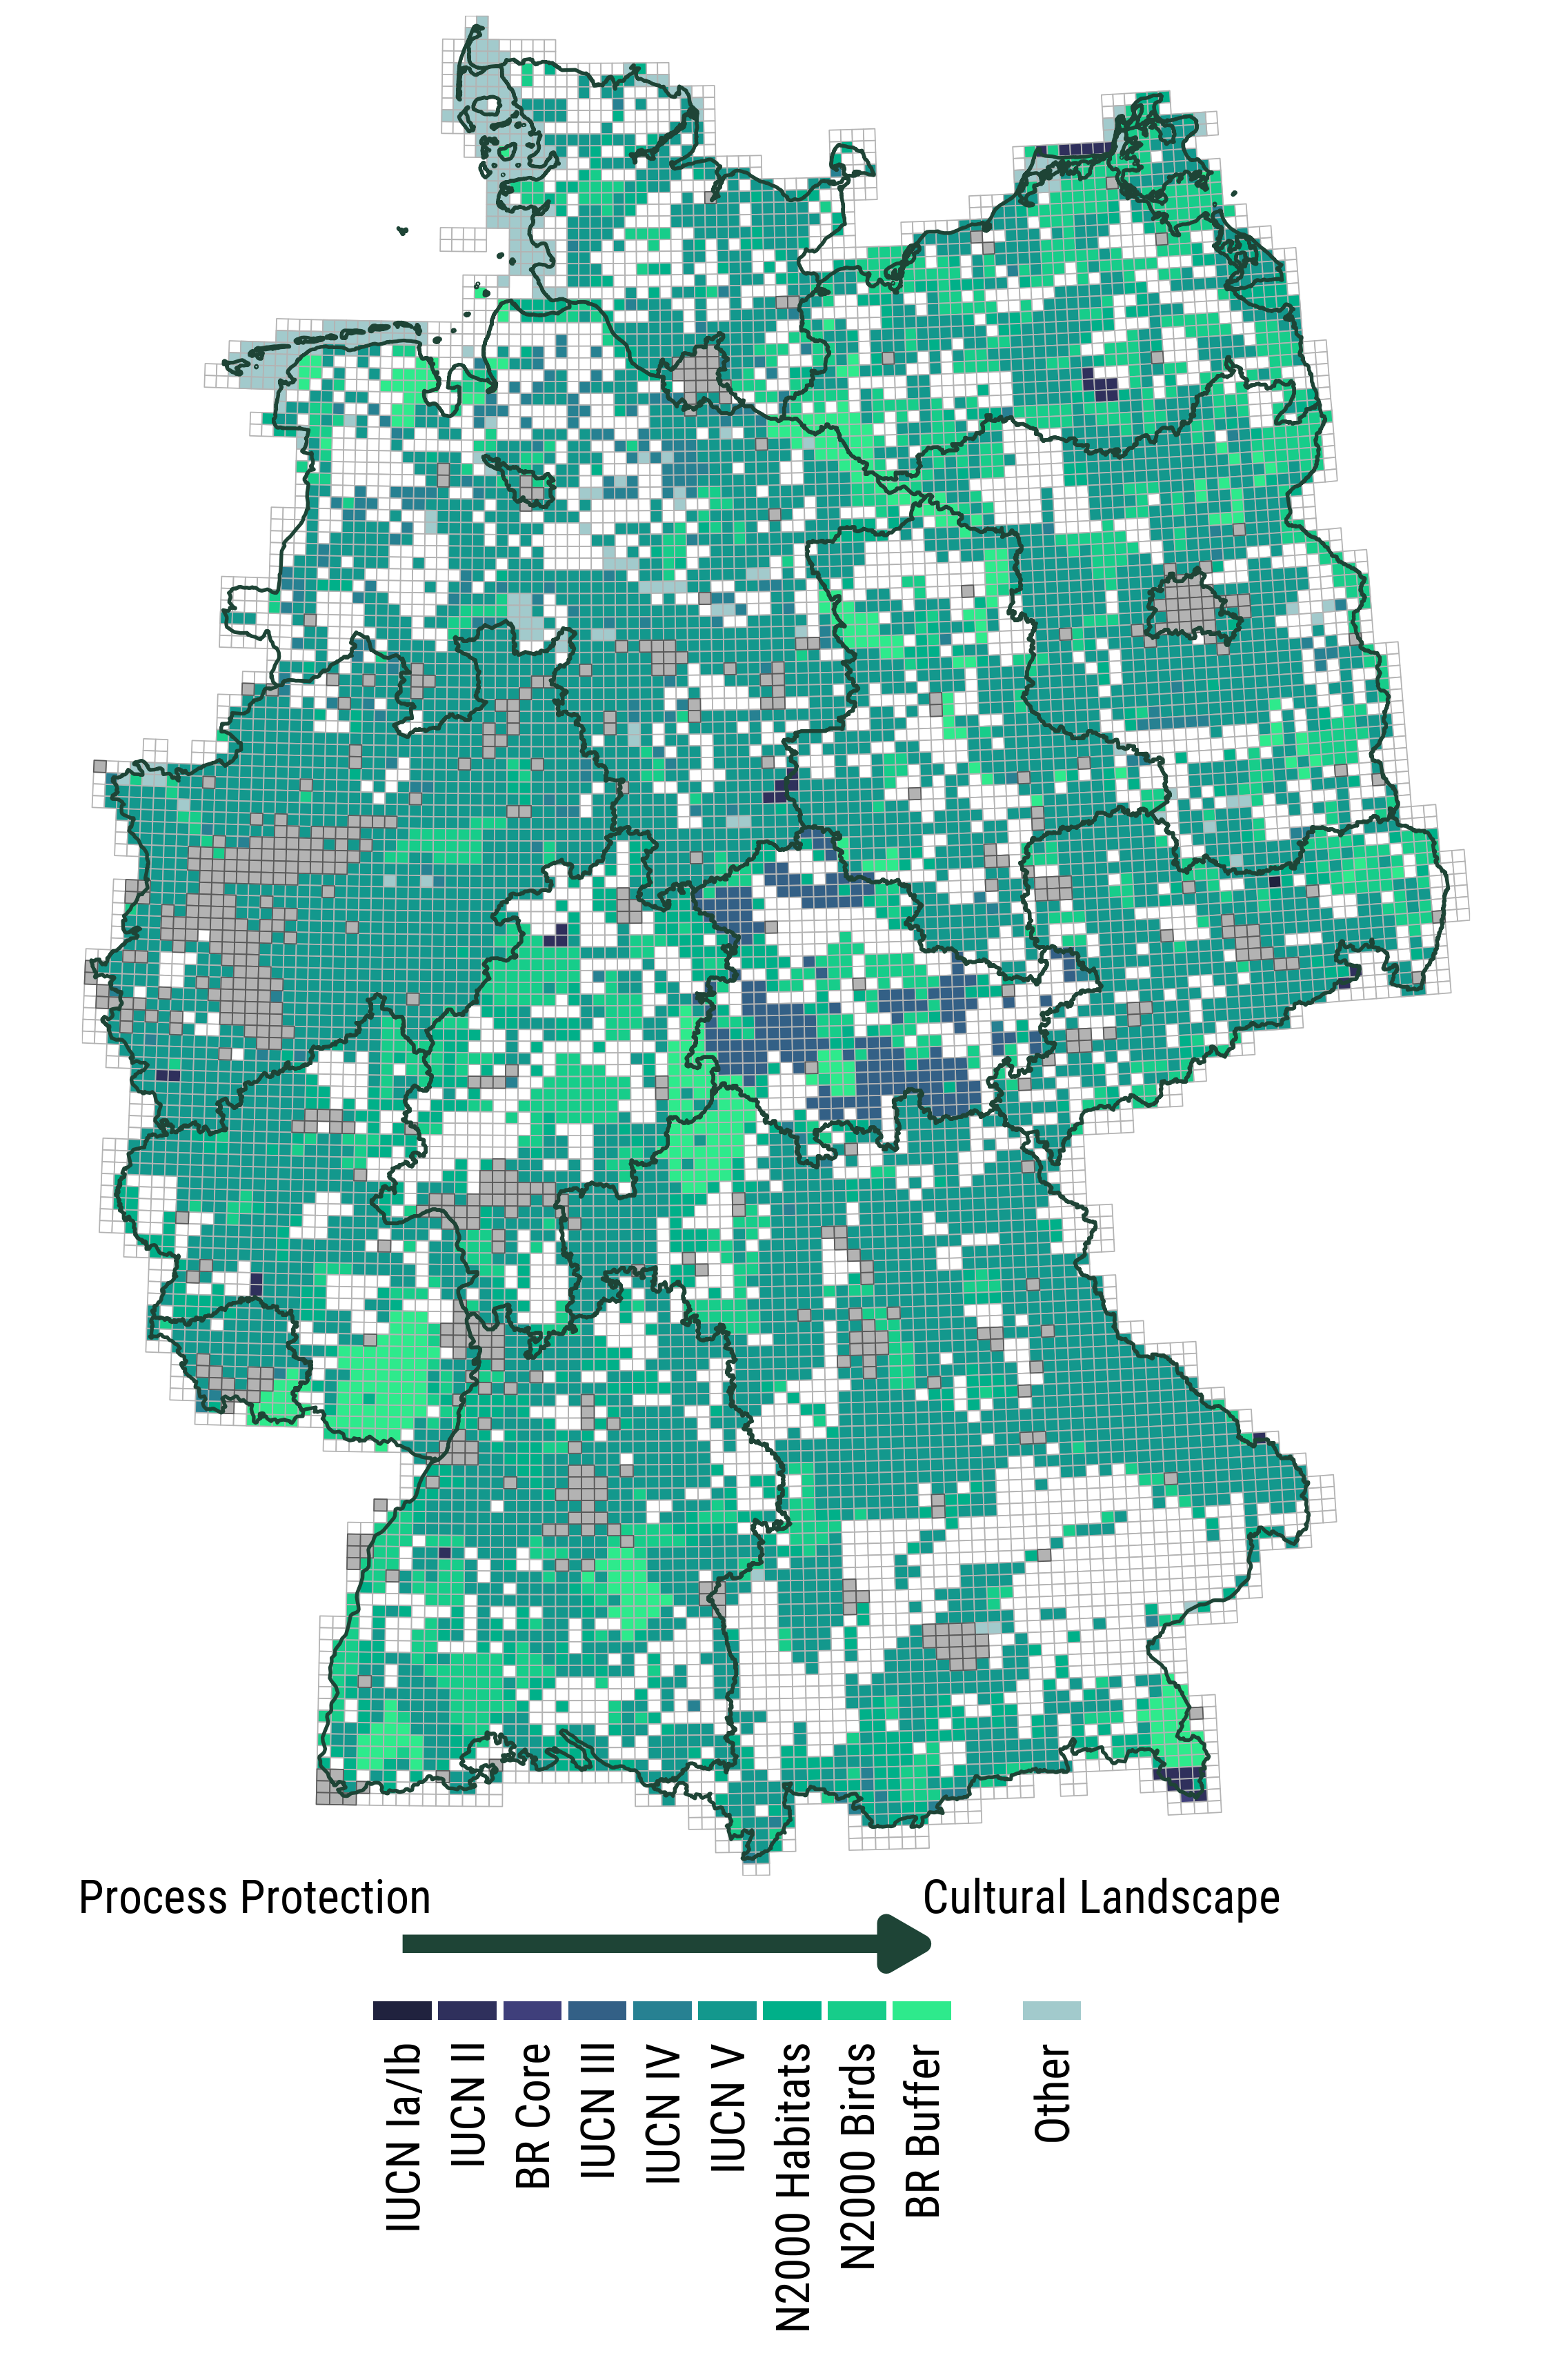 Process Protection
Cultural Landscape
IUCN Ia/Ib
IUCN II
BR Core
IUCN III
IUCN IV
IUCN V
N2000 Habitats
N2000 Birds
BR Buffer
Other